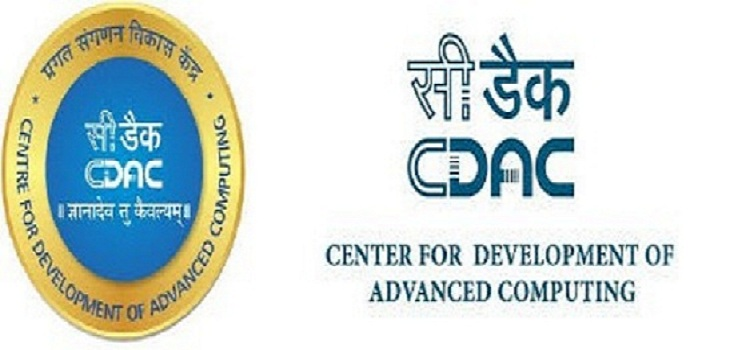 प्रगत संगणन विकास केंद्र
सी डैक
CDAC
॥ ज्ञानादेव तु कैवल्यम् ॥
CENTRE FOR DEVELOPMENT OF ADVANCED COMPUTING
सी डैक
CDAC
CENTER FOR DEVELOPMENT OF
ADVANCED COMPUTING